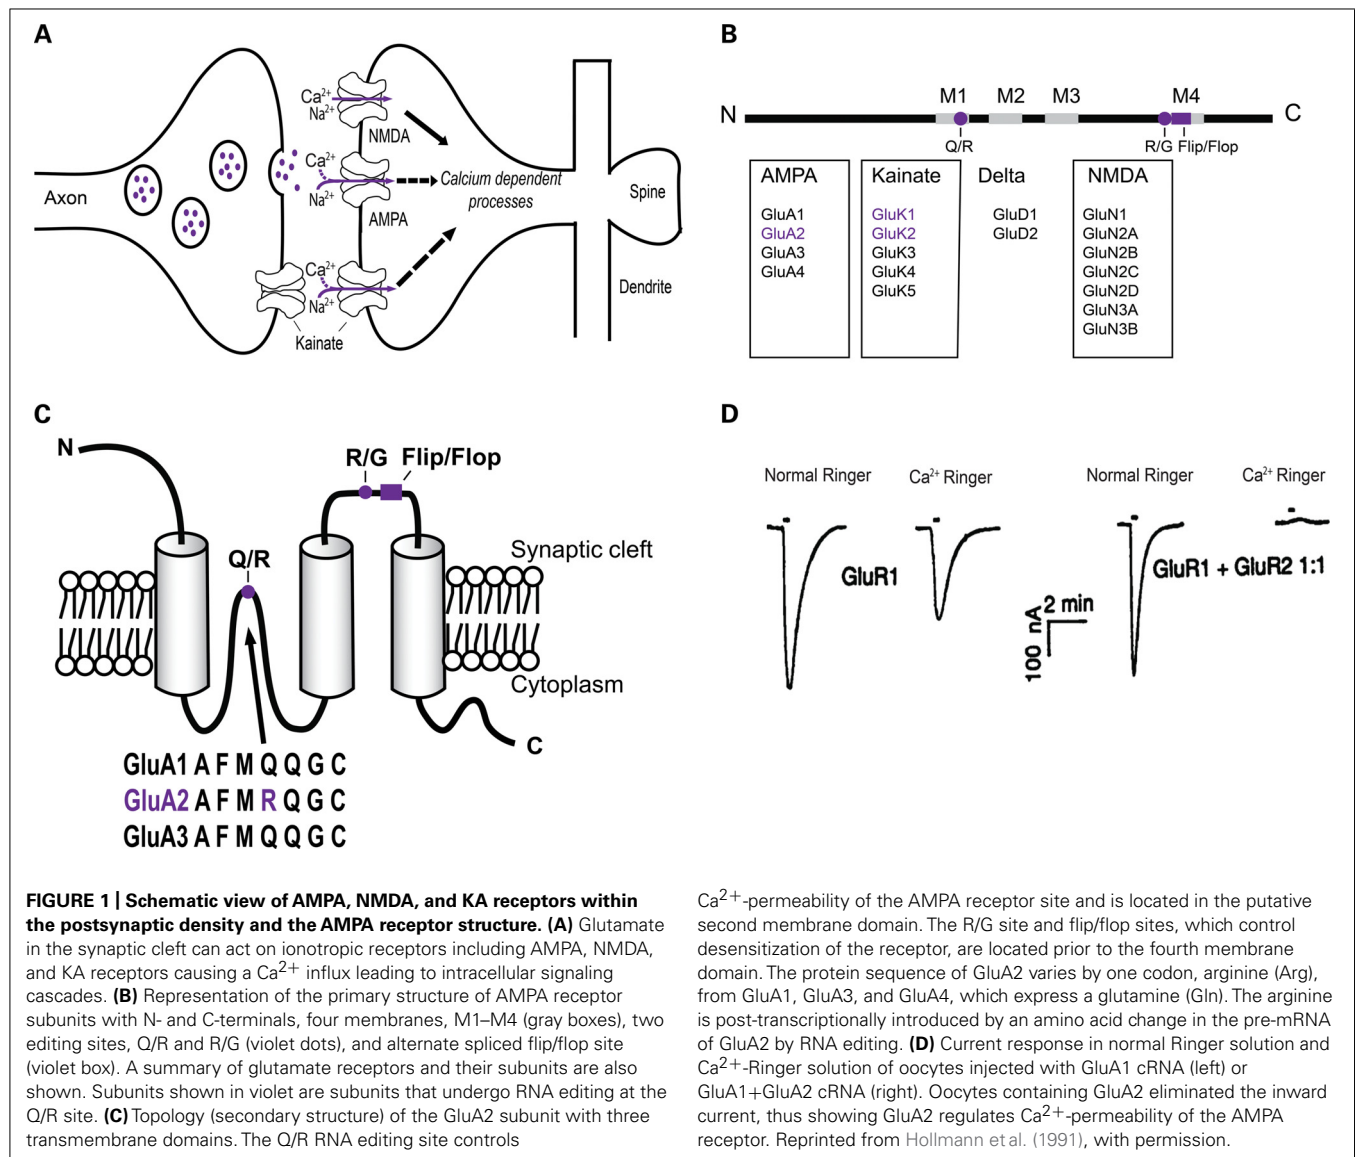 A
Ca2+
Na2+
NMDA
Ca2+
Na2+
AMPA
Calcium dependent
processes
Axon
Ca2+
Na2+
Kainate
Spine
Dendrite
B
N
M1
M2
M3
M4
C
Q/R
R/G Flip/Flop
AMPA
GluA1
GluA2
GluA3
GluA4
Kainate
GluK1
GluK2
GluK3
GluK4
GluK5
Delta
GluD1
GluD2
NMDA
GluN1
GluN2A
GluN2B
GluN2C
GluN2D
GluN3A
GluN3B
C
N
R/G Flip/Flop
Q/R
Synaptic cleft
Cytoplasm
C
GluA1 A F M Q Q G C
GluA2 A F M R Q G C
GluA3 A F M Q Q G C
D
Normal Ringer
Ca2+ Ringer
GluR1
100 nA
2 min
Normal Ringer
Ca2+ Ringer
GluR1 + GluR2 1:1
FIGURE 1 | Schematic view of AMPA, NMDA, and KA receptors within
the postsynaptic density and the AMPA receptor structure. (A) Glutamate
in the synaptic cleft can act on ionotropic receptors including AMPA, NMDA,
and KA receptors causing a Ca2+ influx leading to intracellular signaling
cascades. (B) Representation of the primary structure of AMPA receptor
subunits with N- and C-terminals, four membranes, M1–M4 (gray boxes), two
editing sites, Q/R and R/G (violet dots), and alternate spliced flip/flop site
(violet box). A summary of glutamate receptors and their subunits are also
shown. Subunits shown in violet are subunits that undergo RNA editing at the
Q/R site. (C) Topology (secondary structure) of the GluA2 subunit with three
transmembrane domains. The Q/R RNA editing site controls
Ca2+-permeability of the AMPA receptor site and is located in the putative
second membrane domain. The R/G site and flip/flop sites, which control
desensitization of the receptor, are located prior to the fourth membrane
domain. The protein sequence of GluA2 varies by one codon, arginine (Arg),
from GluA1, GluA3, and GluA4, which express a glutamine (Gln). The arginine
is post-transcriptionally introduced by an amino acid change in the pre-mRNA
of GluA2 by RNA editing. (D) Current response in normal Ringer solution and
Ca2+-Ringer solution of oocytes injected with GluA1 cRNA (left) or
GluA1+GluA2 cRNA (right). Oocytes containing GluA2 eliminated the inward
current, thus showing GluA2 regulates Ca2+-permeability of the AMPA
receptor. Reprinted from Hollmann et al. (1991), with permission.